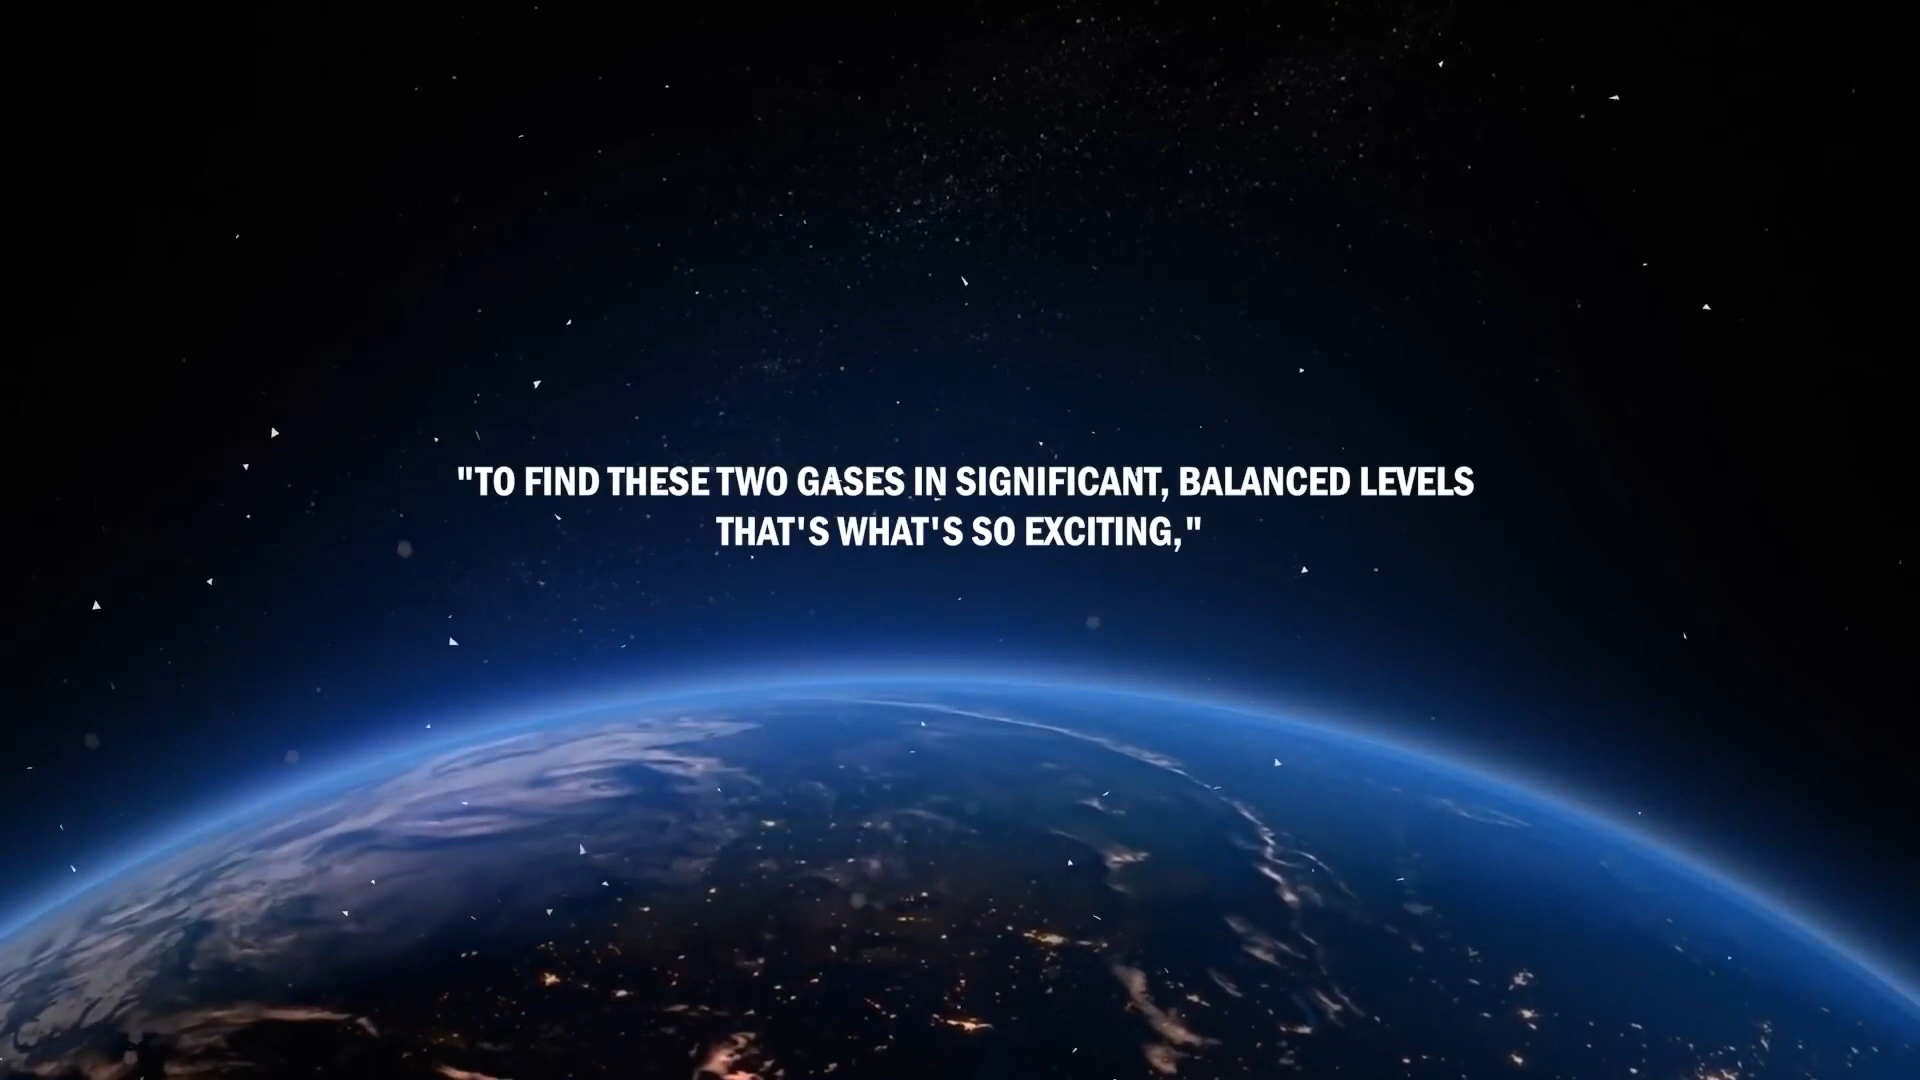 "TO FIND THESE TWO GASES IN SIGNIFICANT, BALANCED LEVELS
THAT'S WHAT'S SO EXCITING,"